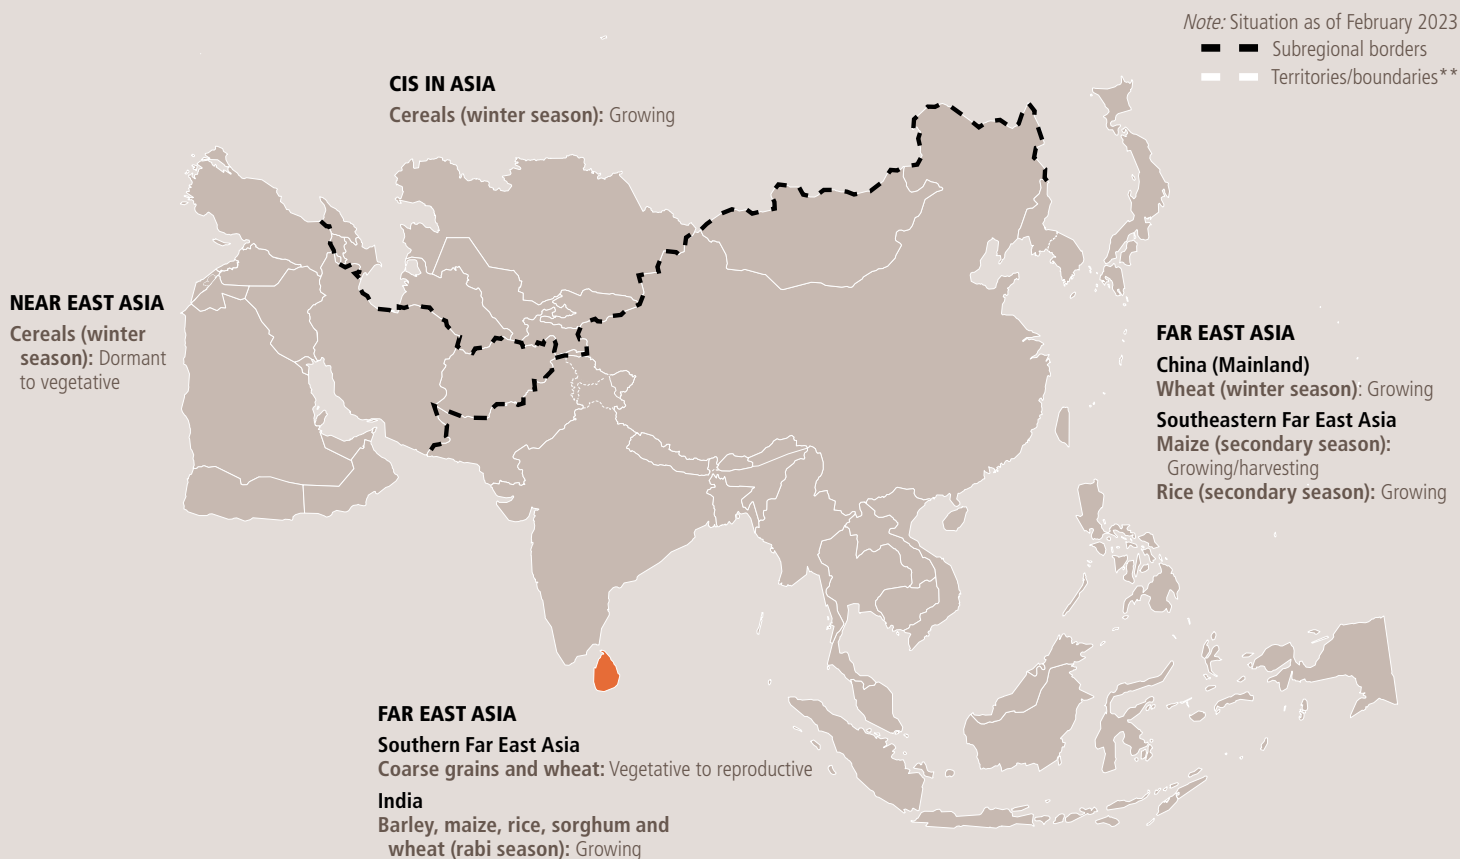 Note: Situation as of February 2023
Subregional borders
Territories/boundaries**
CIS IN ASIA
Cereals (winter season): Growing
NEAR EAST ASIA
Cereals (winter
season): Dormant
to vegetative
FAR EAST ASIA
China (Mainland)
Wheat (winter season): Growing
Southeastern Far East Asia
Maize (secondary season):
Growing/harvesting
Rice (secondary season): Growing
FAR EAST ASIA
Southern Far East Asia
Coarse grains and wheat: Vegetative to reproductive
India
Barley, maize, rice, sorghum and
wheat (rabi season): Growing